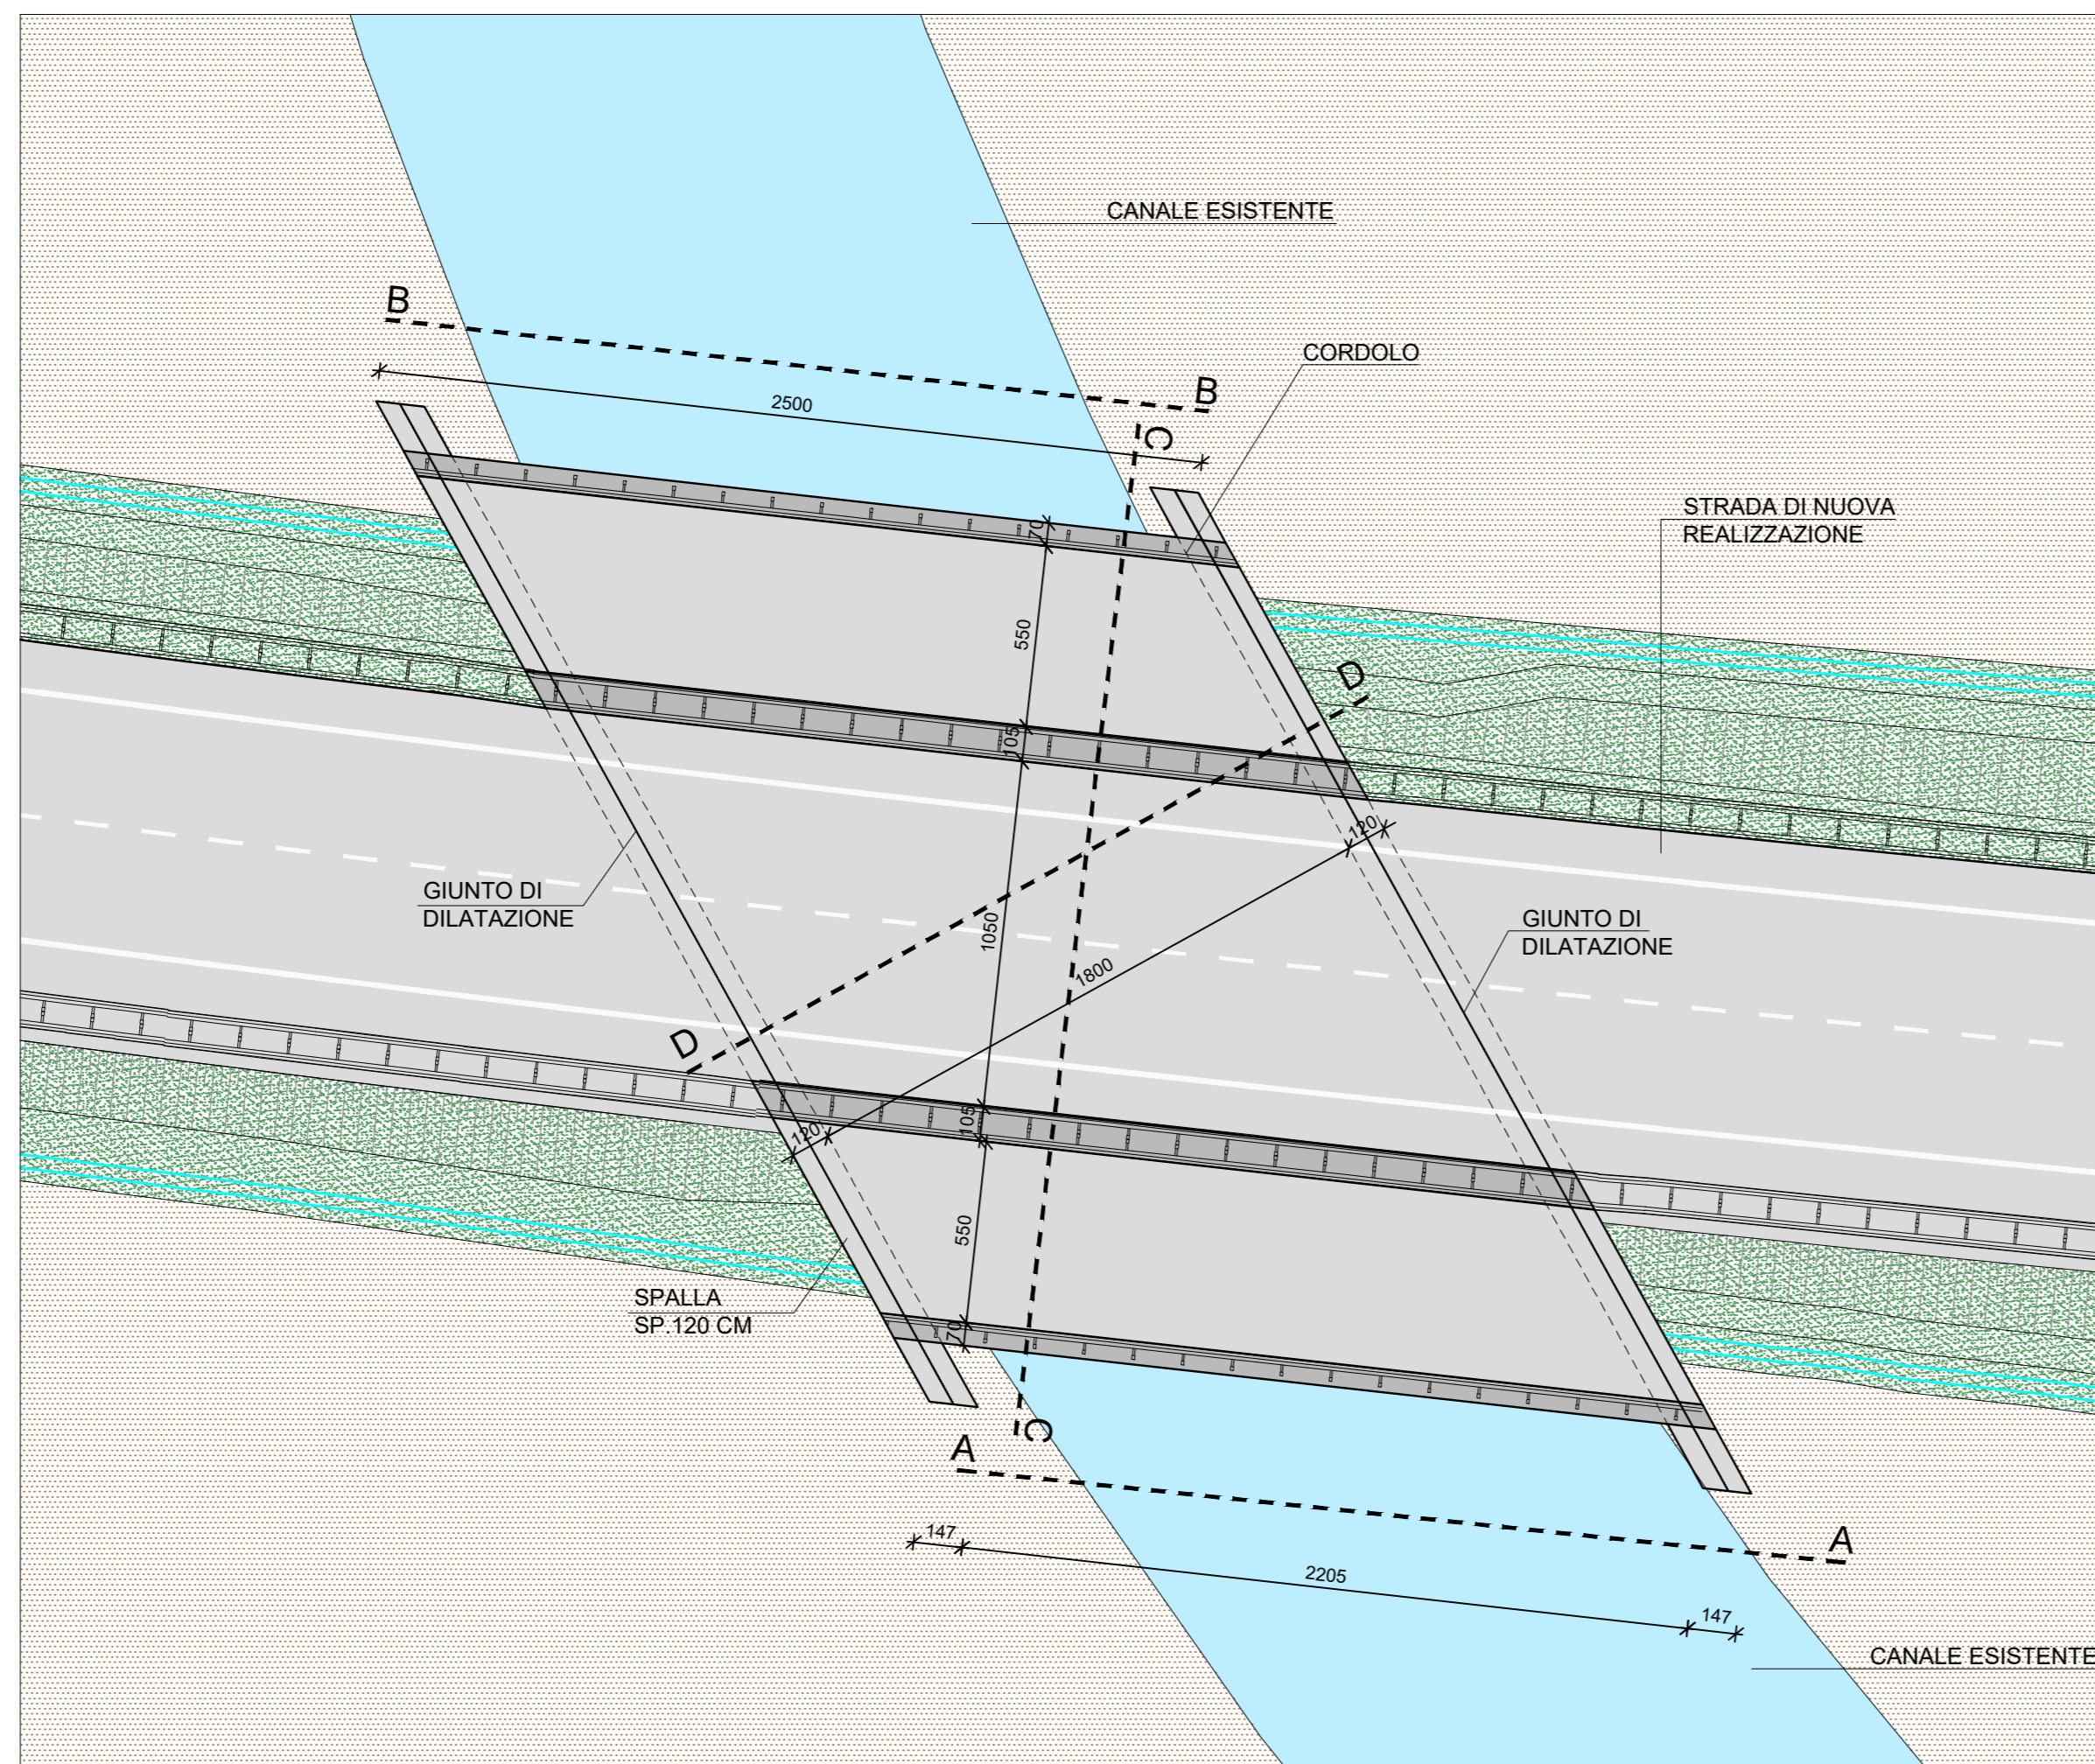 CANALE ESISTENTE
B
B
2500
C
CORDOLO
STRADA DI NUOVA
REALIZZAZIONE
70
550
D
105
120
GIUNTO DI
DILATAZIONE
1050
GIUNTO DI
DILATAZIONE
1800
D
105
120
550
SPALLA
SP.120 CM
70
C
A
A
147
2205
147
CANALE ESISTENTE